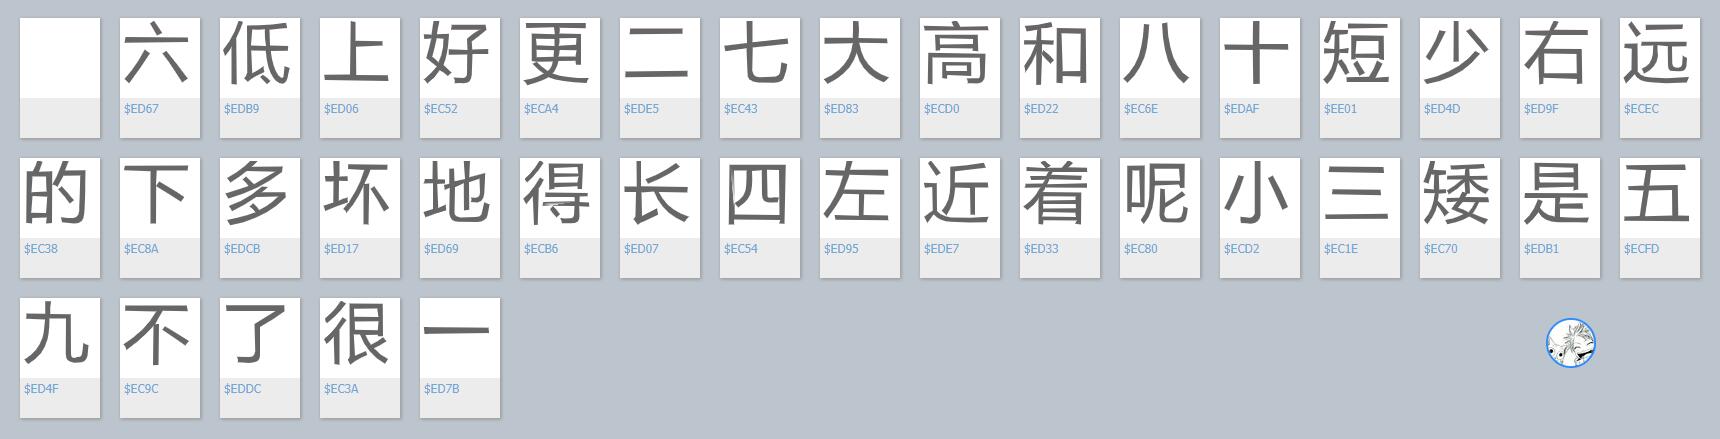 六 低 上 好 更 二 七 大 高 和 八 十 短 少 右 远
$ED67 $EDB9 $ED06 $EC52 $ECA4 $EDE5 $EC43 $ED83 $ECD0 $ED22 $EC6E $EDAF $EE01 $ED4D $ED9F $ECEC
的 下 多 坏 地 得 长 四 左 近 着 呢 小 三 矮 是 五
$EC38 $EC8A $EDCB $ED17 $ED69 $ECB6 $ED07 $EC54 $ED95 $EDE7 $ED33 $EC80 $ECD2 $EC1E $EC70 $EDB1 $ECFD
九 不 了 很 一
$ED4F $EC9C $EDDC $EC3A $ED7B